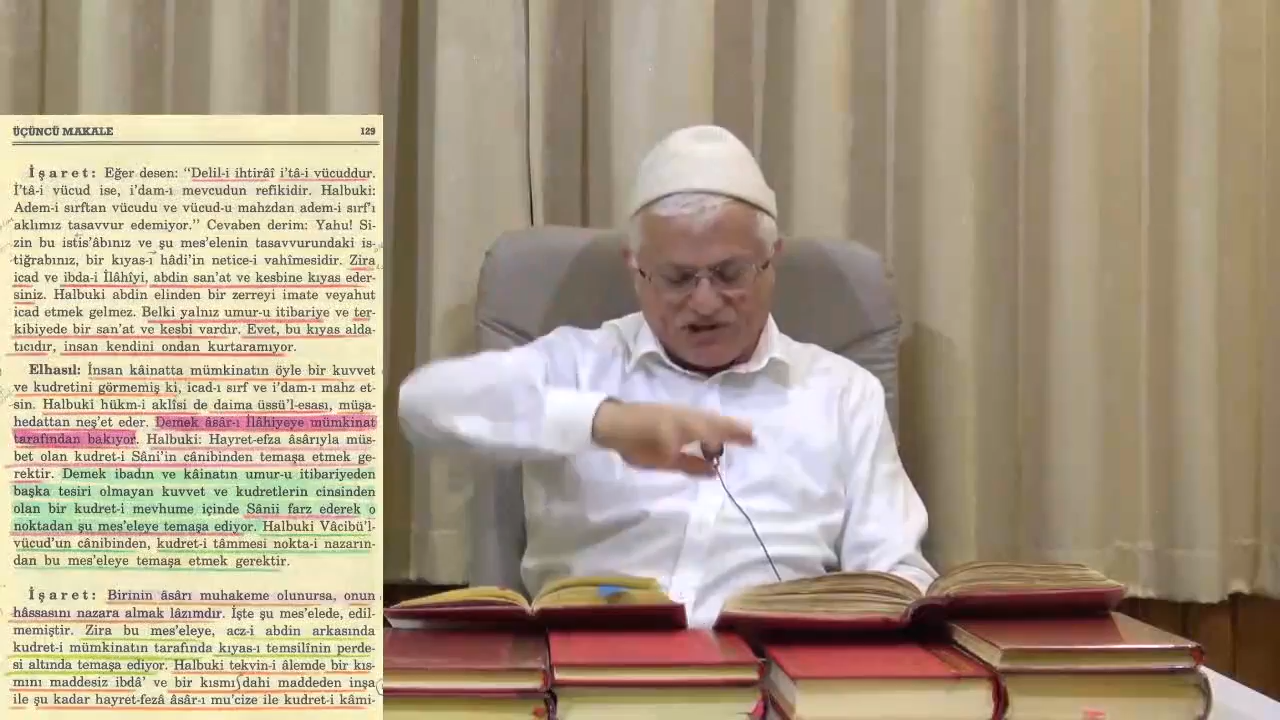 ÜÇÜNCÜ MAKALE 129
İşaret: Eğer desen: "Delil-i ihtirâî i'tâ-i vücuddur.
İ'tâ-i vücud ise, i'dam-ı mevcudun refikidir. Halbuki:
Adem-i sırftan vücudu ve vücud-u mahzdan adem-i sırf'ı
aklımız tasavvur edemiyor." Cevaben derim: Yahu! Si-
zin bu istis'âbınız ve şu mes'elenin tasavvurundaki is-
tiğrabınız, bir kıyas-ı hâdi'in netice-i vahîmesidir. Zira
icad ve ibda-i İlâhîyi, abdin san'at ve kesbine kıyas eder-
siniz. Halbuki abdin elinden bir zerreyi imate veyahut
icad etmek gelmez. Belki yalnız umur-u itibariye ve ter-
kibiyede bir san'at ve kesbi vardır. Evet, bu kıyas alda-
tıcıdır, insan kendini ondan kurtaramıyor.
Elhasıl: İnsan kâinatta mümkinatın öyle bir kuvvet
ve kudretini görmemiş ki, icad-ı sırf ve i'dam-ı mahz et-
sin. Halbuki hükm-i aklîsi de daima üssü'l-esası, müşa-
hedattan neş'et eder. Demek âsâr-ı İlâhiyeye mümkinat
tarafından bakıyor. Halbuki: Hayret-efza âsârıyla müs-
bet olan kudret-i Sâni'in cânibinden temaşa etmek ge-
rektir. Demek ibadın ve kâinatın umur-u itibariyeden
başka tesiri olmayan kuvvet ve kudretlerin cinsinden
olan bir kudret-i mevhume içinde Sânii farz ederek o
noktadan şu mes'eleye temaşa ediyor. Halbuki Vâcibü'l-
vücud'un cânibinden, kudret-i tâmmesi nokta-i nazarın-
dan bu mes'eleye temaşa etmek gerektir.
İşaret: Birinin âsârı muhakeme olunursa, onun
hâssasını nazara almak lâzımdır. İşte şu mes'elede, edil-
memiştir. Zira bu mes'eleye, acz-i abdin arkasında
kudret-i mümkinatın tarafında kıyas-ı temsilînin perde-
si altında temaşa ediyor. Halbuki tekvin-i âlemde bir kıs-
mını maddesiz ibdâ' ve bir kısmı dahi maddeden inşa
ile şu kadar hayret-fezâ âsâr-ı mu'cize ile kudret-i kâmi-